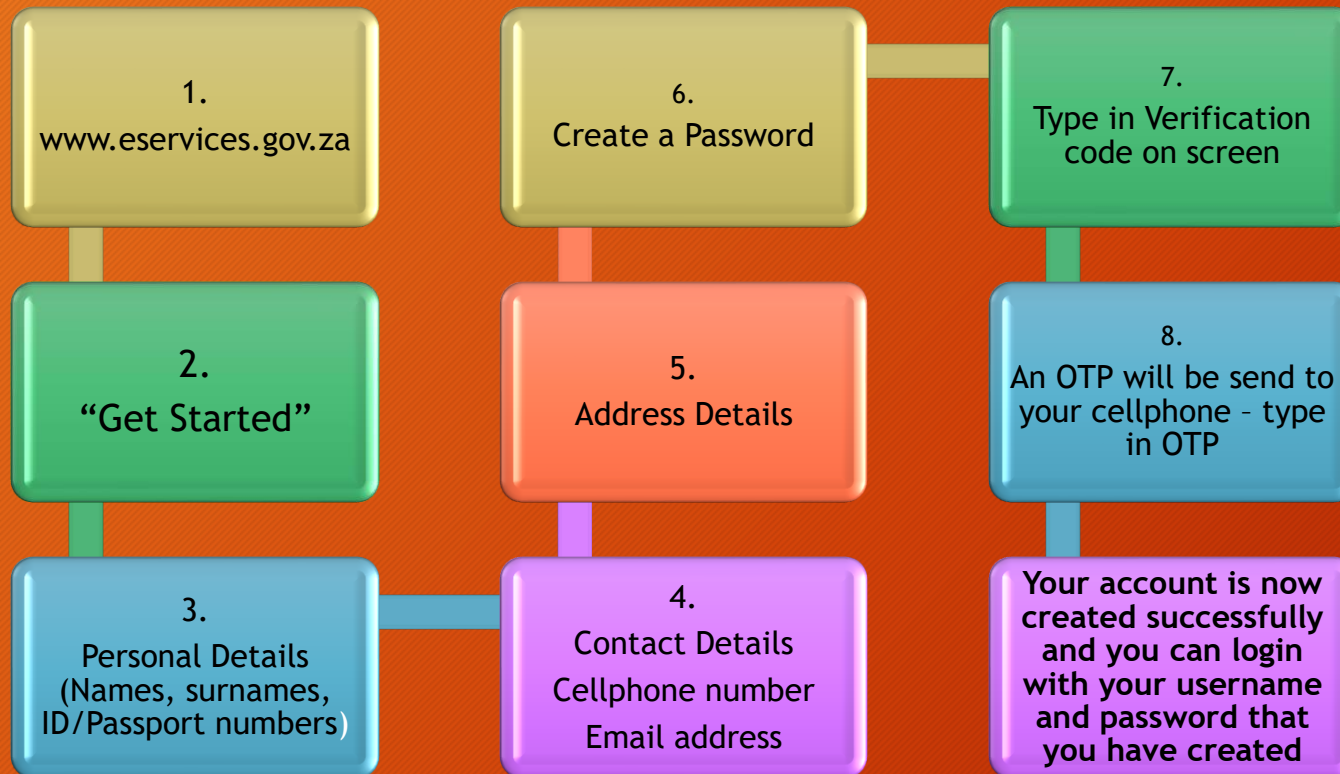 1.
www.eservices.gov.za
2.
“Get Started”
3.
Personal Details
(Names, surnames,
ID/Passport numbers)
4.
Contact Details
Cellphone number
Email address
5.
Address Details
6.
Create a Password
7.
Type in Verification
code on screen
8.
An OTP will be send to
your cellphone – type
in OTP
Your account is now
created successfully
and you can login
with your username
and password that
you have created